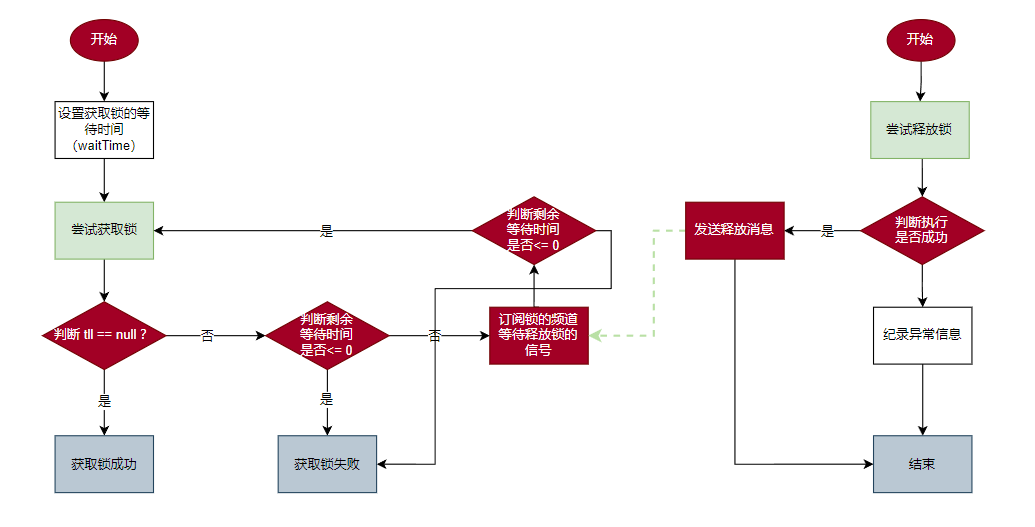 开始
设置获取锁的等
待时间
（waitTime）
尝试获取锁
判断 tll == null ?
是
获取锁成功
否
判断剩余
等待时间
是否<= 0
是
获取锁失败
否
订阅锁的频道
等待释放锁的
信号
判断剩余
等待时间
是否<= 0
是
开始
尝试释放锁
判断执行
是否成功
是
发送释放消息
纪录异常信息
结束